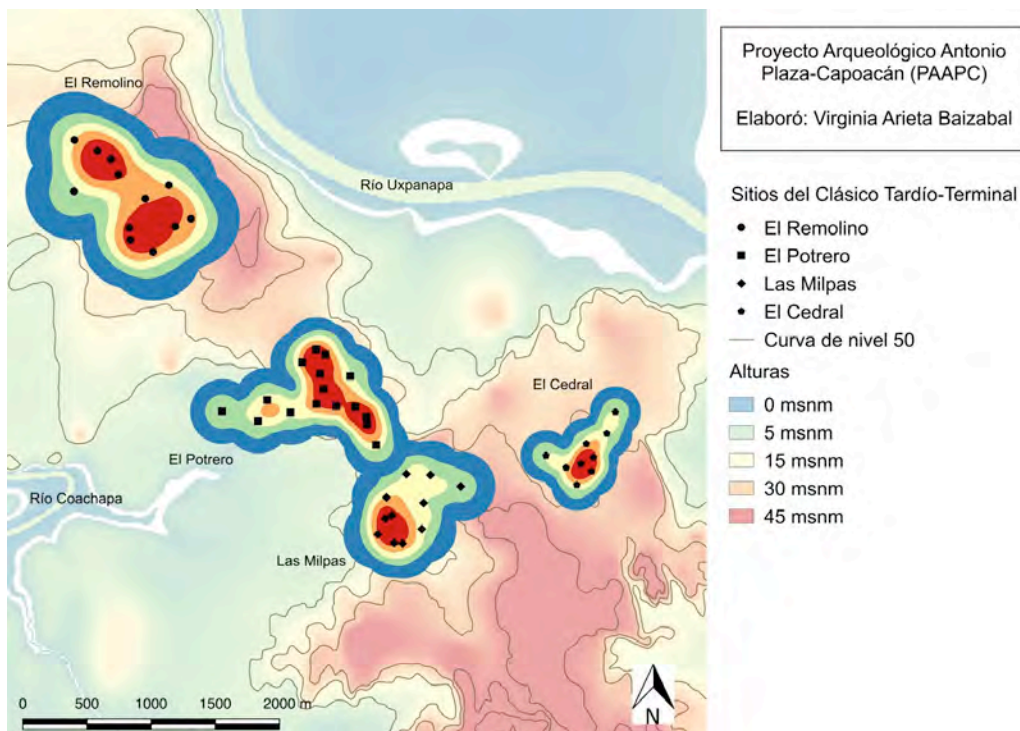 El Remolino
Río Uxpanapa
El Cedral
El Potrero
Río Coachapa
Las Milpas
0 500 1000 1500 2000 m
N
Proyecto Arqueológico Antonio
Plaza-Capoacán (PAAPC)
Elaboró: Virginia Arieta Baizabal
Sitios del Clásico Tardío-Terminal
El Remolino
El Potrero
Las Milpas
El Cedral
Curva de nivel 50
Alturas
0 msnm
5 msnm
15 msnm
30 msnm
45 msnm